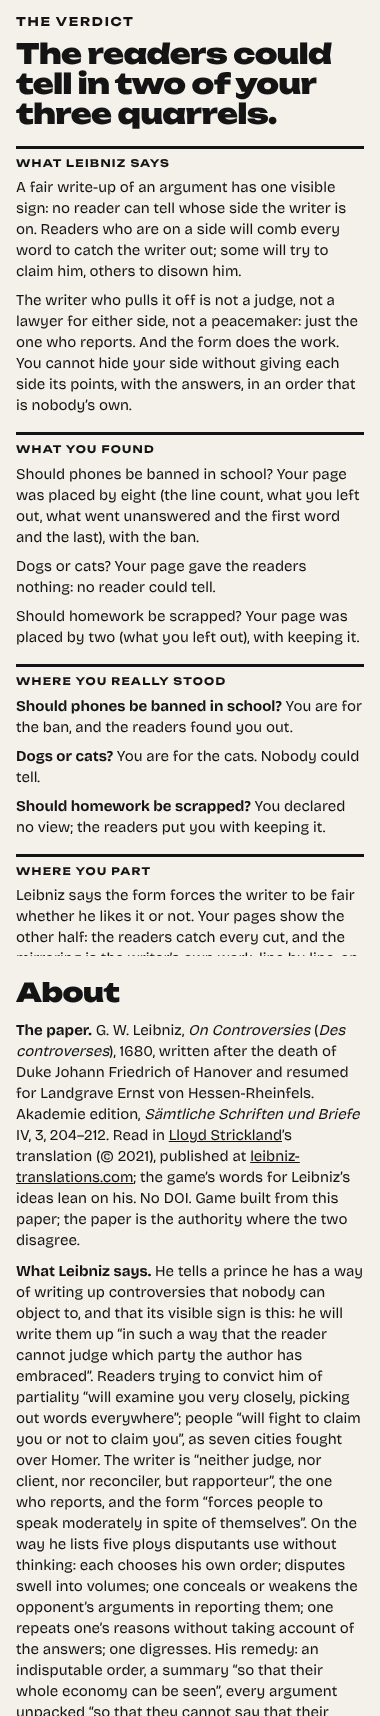 THE VERDICT
The readers could
tell in two of your
three quarrels.
WHAT LEIBNIZ SAYS
A fair write-up of an argument has one visible
sign: no reader can tell whose side the writer is
on. Readers who are on a side will comb every
word to catch the writer out; some will try to
claim him, others to disown him.
The writer who pulls it off is not a judge, not a
lawyer for either side, not a peacemaker: just the
one who reports. And the form does the work.
You cannot hide your side without giving each
side its points, with the answers, in an order that
is nobody's own.
WHAT YOU FOUND
Should phones be banned in school? Your page
was placed by eight (the line count, what you left
out, what went unanswered and the first word
and the last), with the ban.
Dogs or cats? Your page gave the readers
nothing: no reader could tell.
Should homework be scrapped? Your page was
placed by two (what you left out), with keeping it.
WHERE YOU REALLY STOOD
Should phones be banned in school? You are for
the ban, and the readers found you out.
Dogs or cats? You are for the cats. Nobody could
tell.
Should homework be scrapped? You declared
no view; the readers put you with keeping it.
WHERE YOU PART
Leibniz says the form forces the writer to be fair
whether he likes it or not. Your pages show the
other half: the readers catch every cut, and the
mirroring is the writer's own work, line by line, on
About
The paper. G. W. Leibniz, On Controversies (Des
controverses), 1680, written after the death of
Duke Johann Friedrich of Hanover and resumed
for Landgrave Ernst von Hessen-Rheinfels.
Akademie edition, Sämtliche Schriften und Briefe
IV, 3, 204–212. Read in Lloyd Strickland's
translation (© 2021), published at leibniz-
translations.com; the game's words for Leibniz's
ideas lean on his. No DOI. Game built from this
paper; the paper is the authority where the two
disagree.
What Leibniz says. He tells a prince he has a way
of writing up controversies that nobody can
object to, and that its visible sign is this: he will
write them up “in such a way that the reader
cannot judge which party the author has
embraced”. Readers trying to convict him of
partiality “will examine you very closely, picking
out words everywhere”; people “will fight to claim
you or not to claim you”, as seven cities fought
over Homer. The writer is “neither judge, nor
client, nor reconciler, but rapporteur”, the one
who reports, and the form “forces people to
speak moderately in spite of themselves”. On the
way he lists five ploys disputants use without
thinking: each chooses his own order; disputes
swell into volumes; one conceals or weakens the
opponent's arguments in reporting them; one
repeats one's reasons without taking account of
the answers; one digresses. His remedy: an
indisputable order, a summary “so that their
whole economy can be seen”, every argument
unpacked “so that they cannot say that their